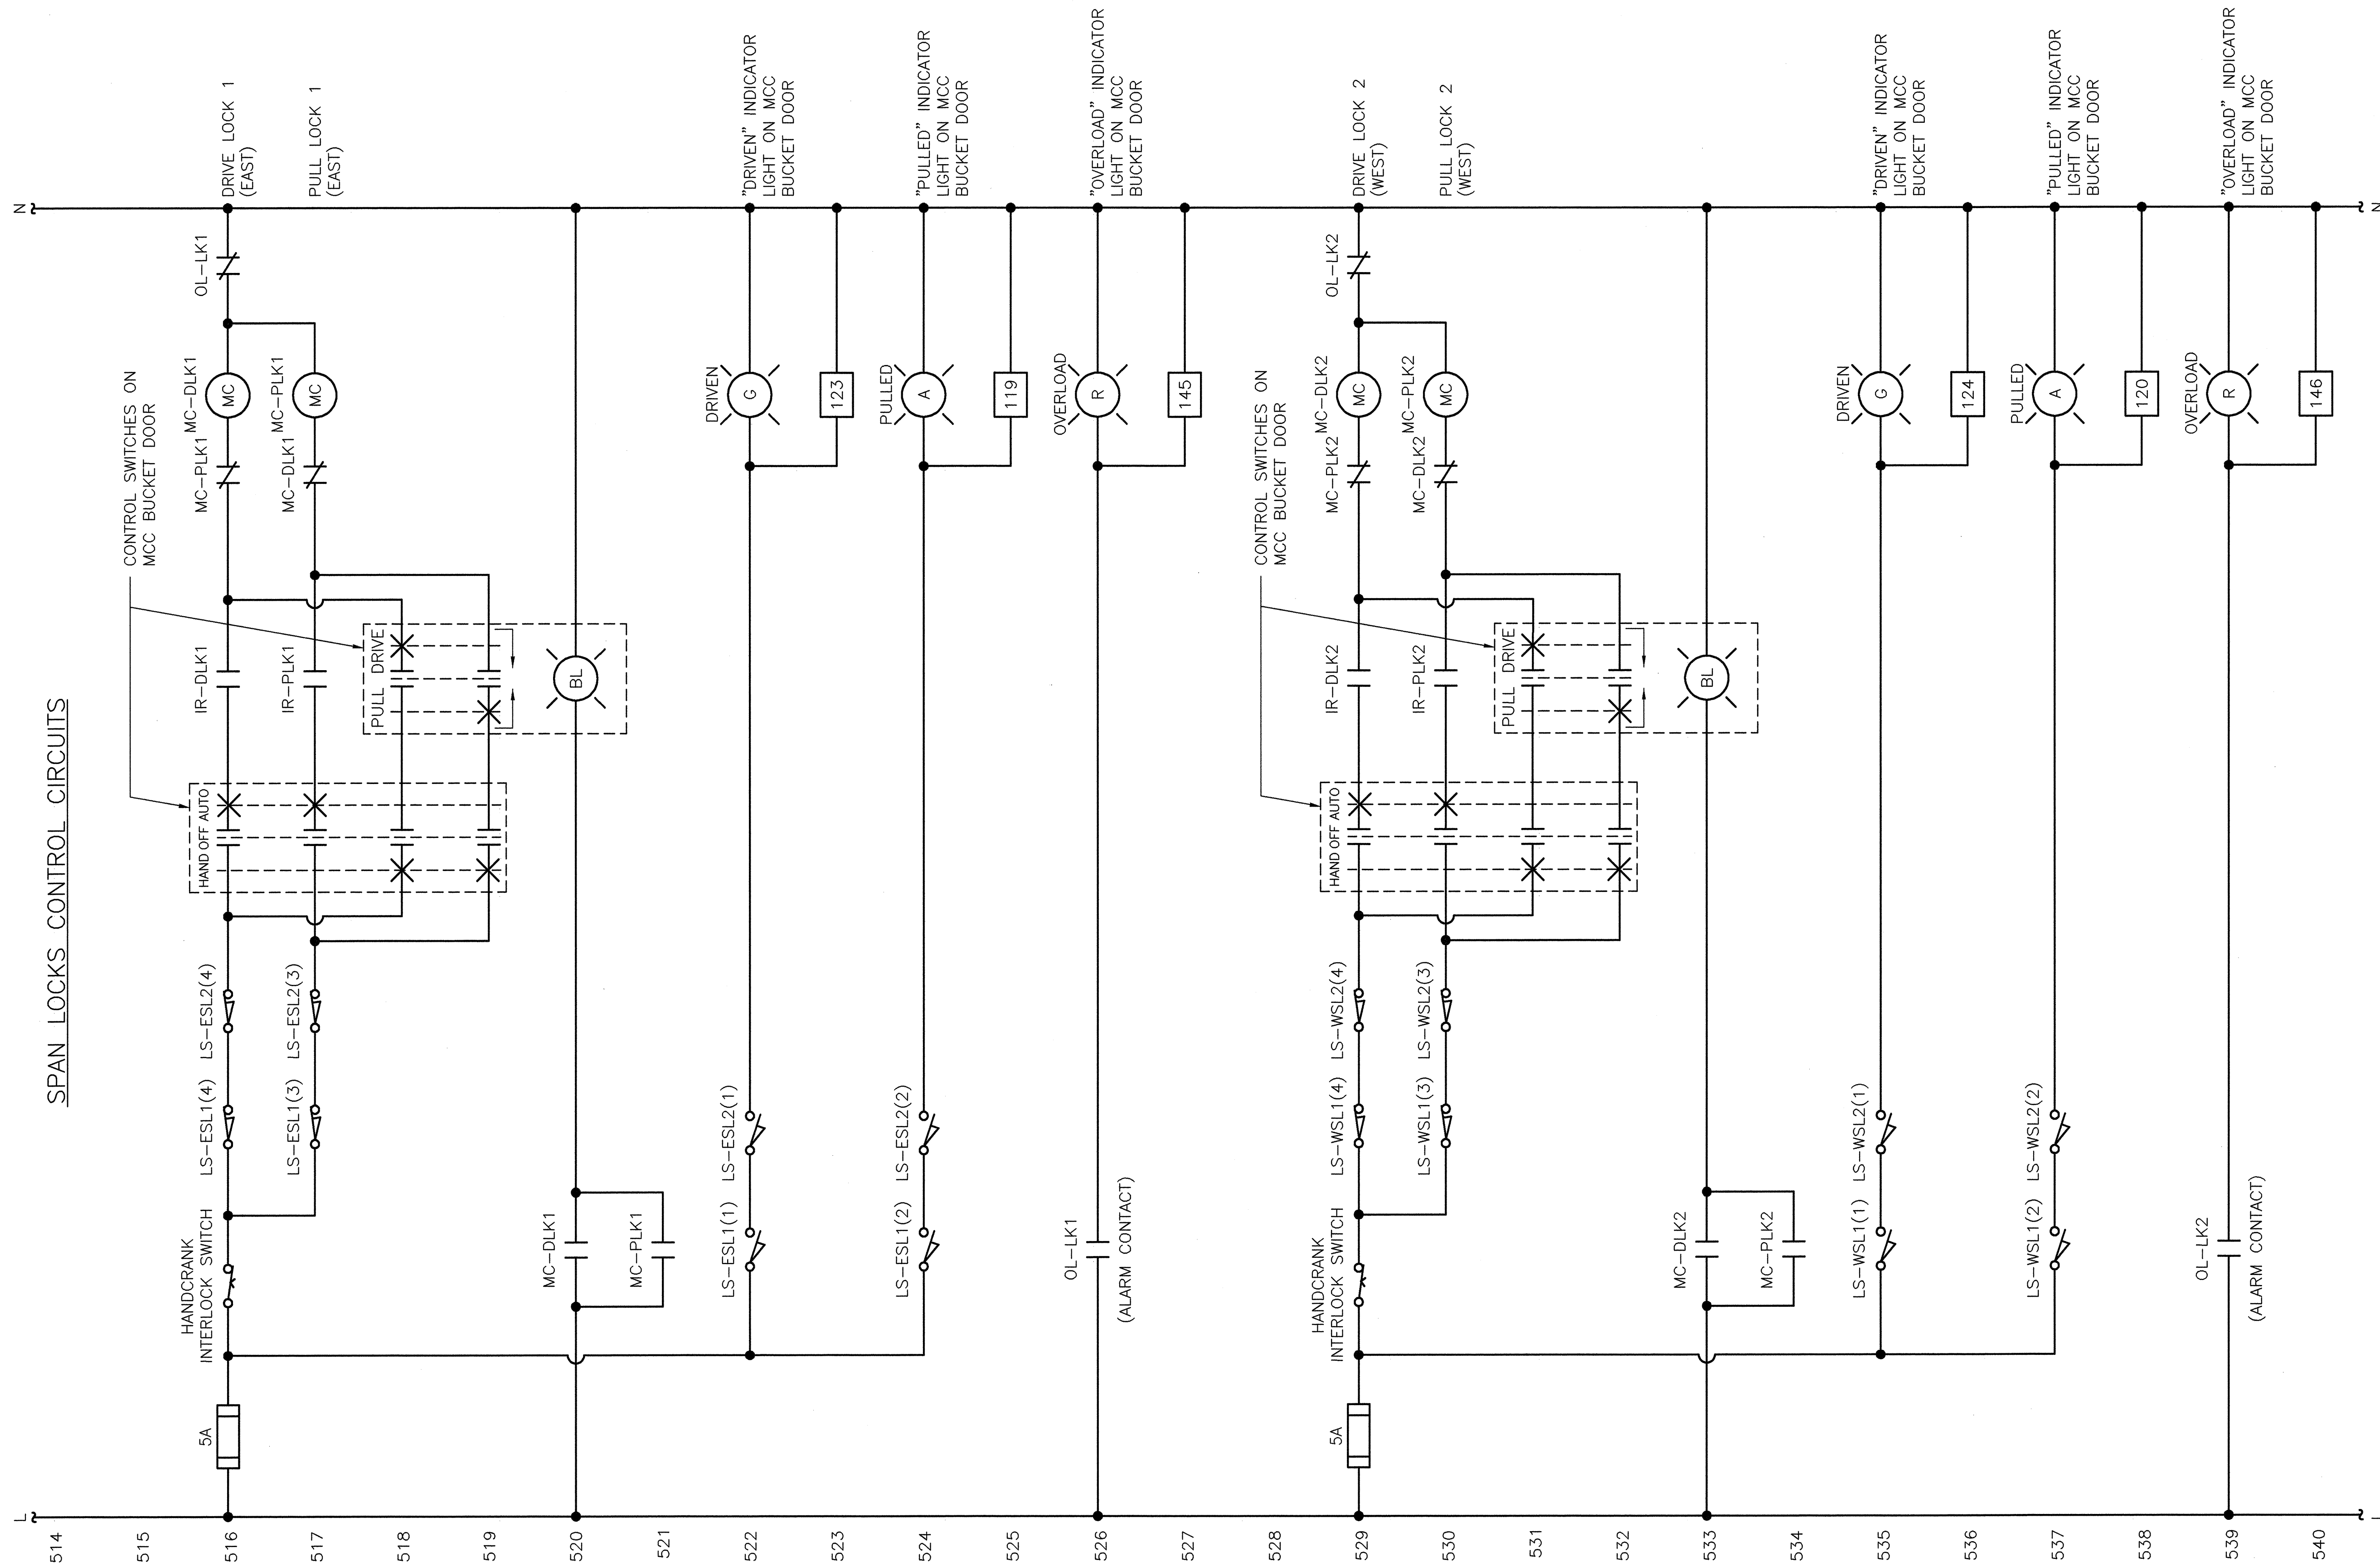 SPAN LOCKS CONTROL CIRCUITS
L
N
514
515
CONTROL SWITCHES ON
MCC BUCKET DOOR
516
5A
HANDCRANK
INTERLOCK SWITCH
LS-ESL1(4)
LS-ESL2(4)
HAND OFF AUTO
IR-DLK1
MC-PLK1
MC-DLK1
MC
OL-LK1
DRIVE LOCK 1
(EAST)
517
LS-ESL1(3)
LS-ESL2(3)
IR-PLK1
MC-DLK1
MC-PLK1
MC
PULL LOCK 1
(EAST)
518
PULL DRIVE
519
520
MC-DLK1
BL
521
MC-PLK1
522
LS-ESL1(1)
LS-ESL2(1)
DRIVEN
G
"DRIVEN" INDICATOR
LIGHT ON MCC
BUCKET DOOR
523
123
524
LS-ESL1(2)
LS-ESL2(2)
PULLED
A
"PULLED" INDICATOR
LIGHT ON MCC
BUCKET DOOR
525
119
526
OL-LK1
(ALARM CONTACT)
OVERLOAD
R
"OVERLOAD" INDICATOR
LIGHT ON MCC
BUCKET DOOR
527
145
528
CONTROL SWITCHES ON
MCC BUCKET DOOR
529
5A
HANDCRANK
INTERLOCK SWITCH
LS-WSL1(4)
LS-WSL2(4)
HAND OFF AUTO
IR-DLK2
MC-PLK2
MC-DLK2
MC
OL-LK2
DRIVE LOCK 2
(WEST)
530
LS-WSL1(3)
LS-WSL2(3)
IR-PLK2
MC-DLK2
MC-PLK2
MC
PULL LOCK 2
(WEST)
531
PULL DRIVE
532
533
MC-DLK2
BL
534
MC-PLK2
535
LS-WSL1(1)
LS-WSL2(1)
DRIVEN
G
"DRIVEN" INDICATOR
LIGHT ON MCC
BUCKET DOOR
536
124
537
LS-WSL1(2)
LS-WSL2(2)
PULLED
A
"PULLED" INDICATOR
LIGHT ON MCC
BUCKET DOOR
538
120
539
OL-LK2
(ALARM CONTACT)
OVERLOAD
R
"OVERLOAD" INDICATOR
LIGHT ON MCC
BUCKET DOOR
540
146
L
N